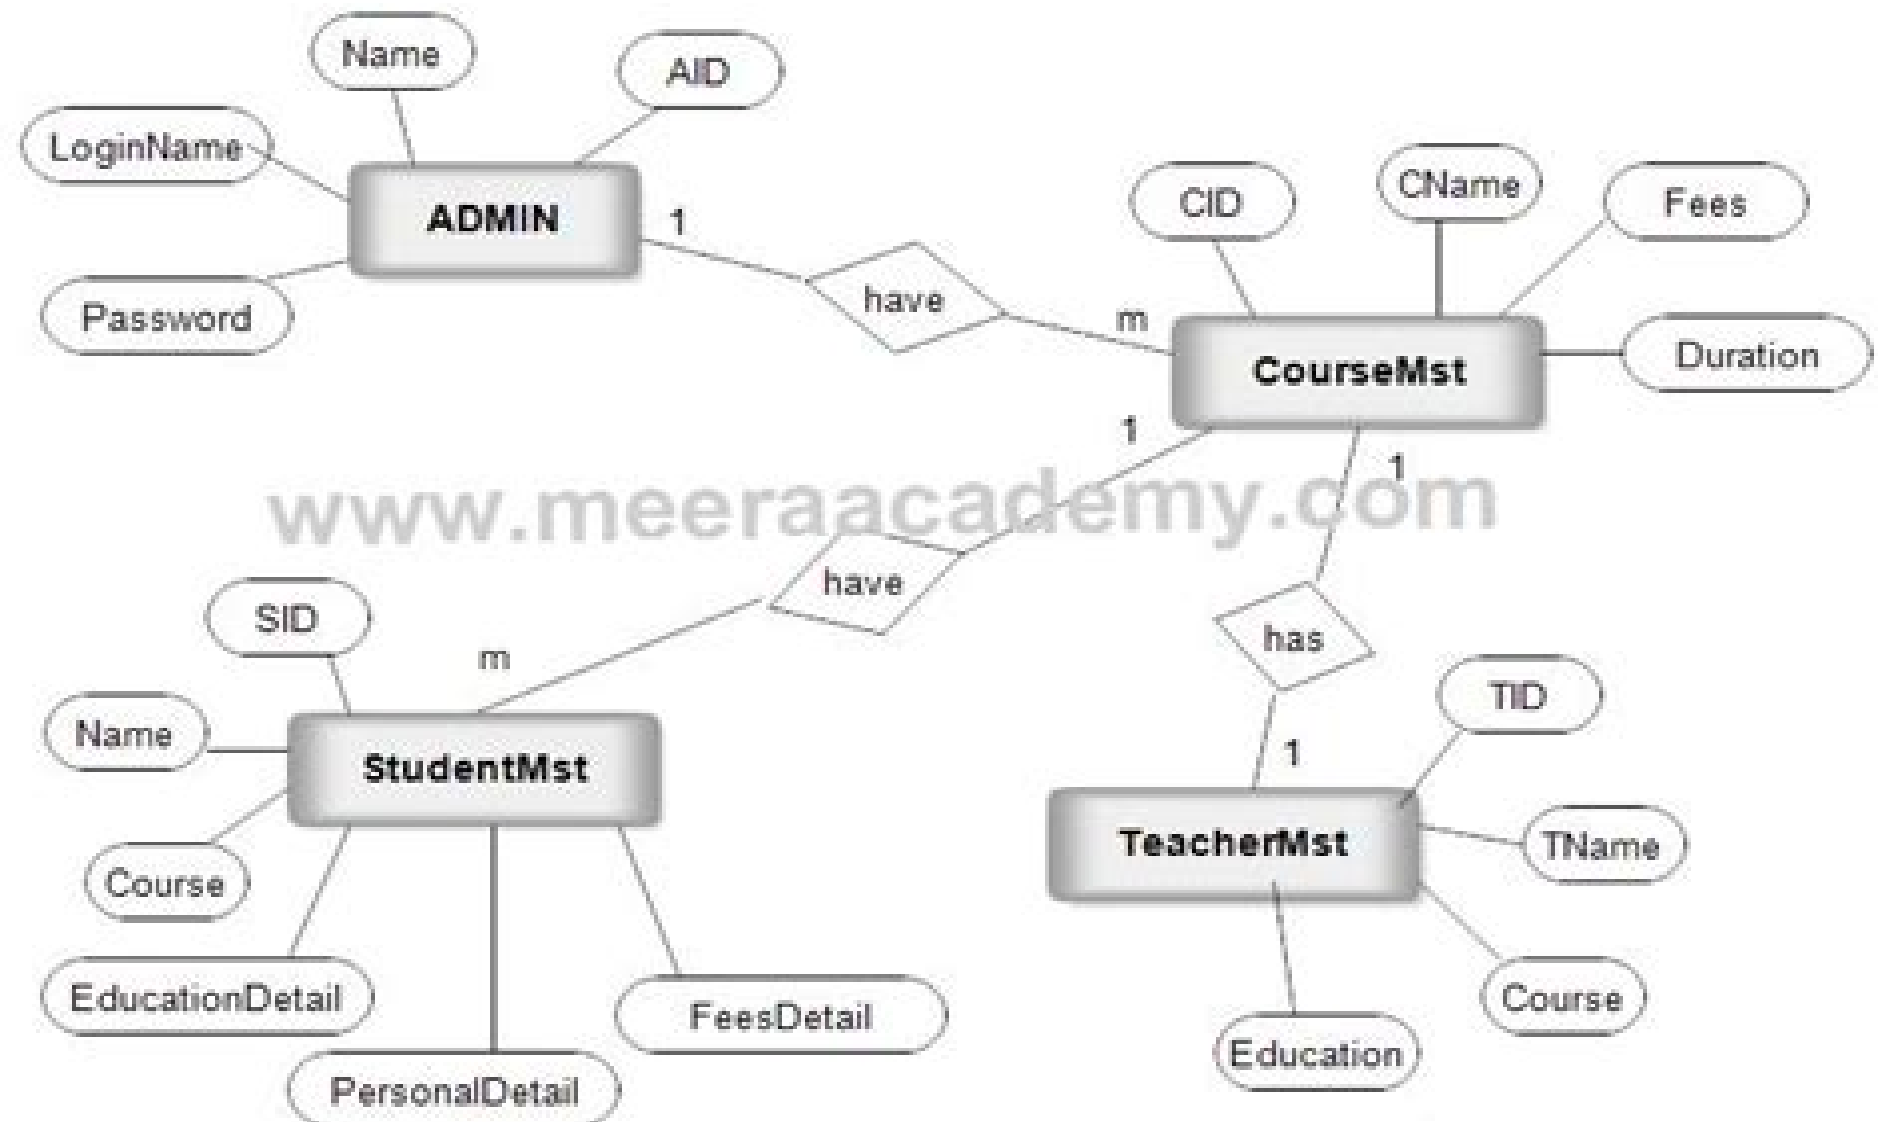 Name
AID
LoginName
ADMIN
1
Password
have
m
CID
CName
Fees
CourseMst
Duration
1
1
www.meeraacademy.com
have
has
SID
m
Name
StudentMst
Course
EducationDetail
PersonalDetail
FeesDetail
1
TID
TeacherMst
TName
Course
Education